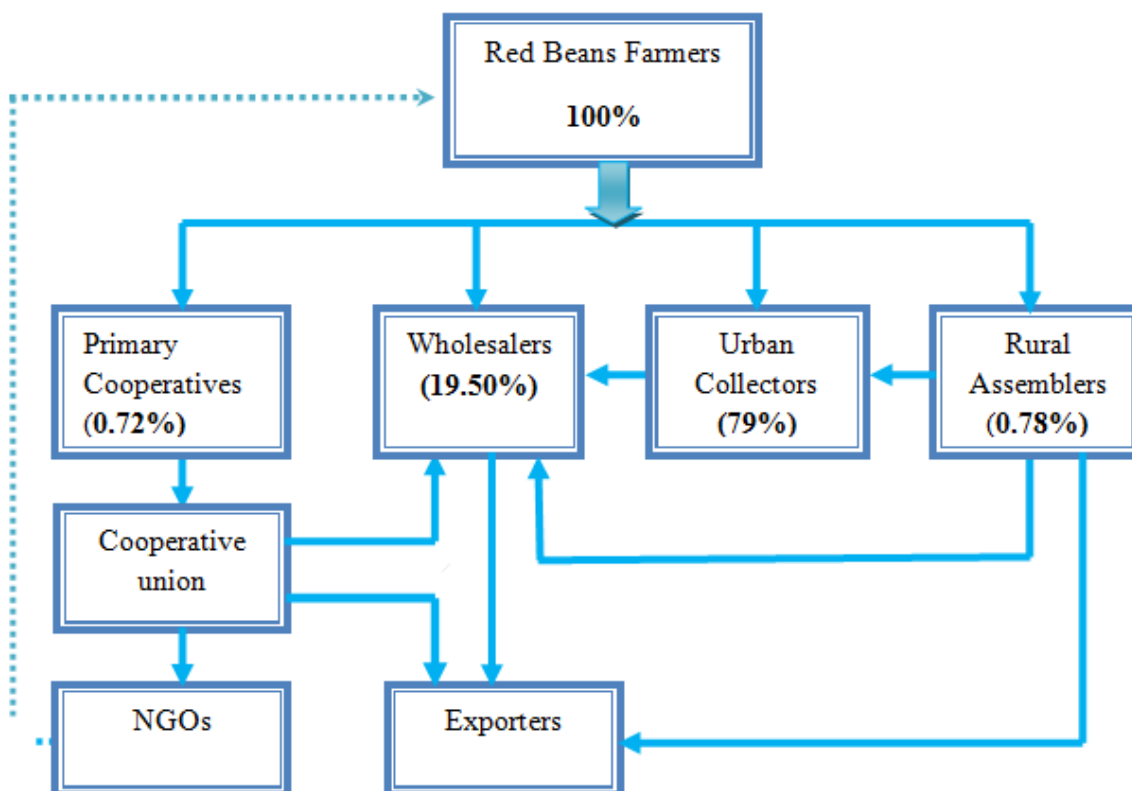 Red Beans Farmers
100%
Primary
Cooperatives
(0.72%)
Wholesalers
(19.50%)
Urban
Collectors
(79%)
Rural
Assemblers
(0.78%)
Cooperative
union
NGOs
Exporters